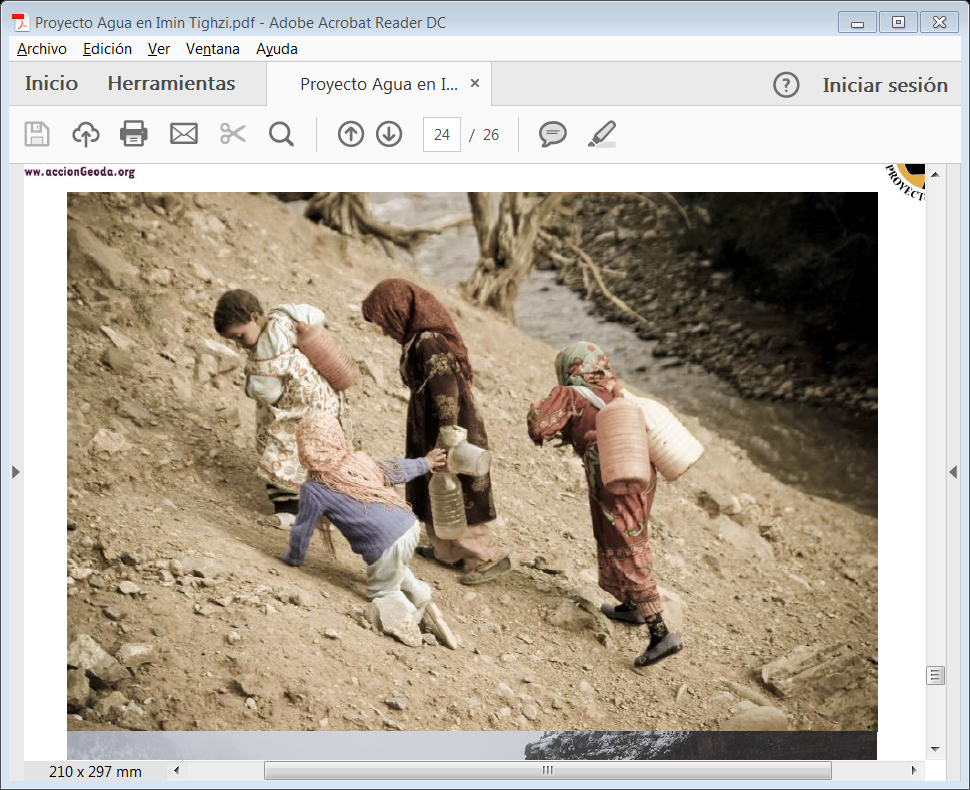 Proyecto Agua en Imin Tighzi.pdf - Adobe Acrobat Reader DC
Archivo Edición Ver Ventana Ayuda
Inicio Herramientas Proyecto Agua en I... × ? Iniciar sesión
24 / 26
ww.accionGeoda.org
PROYECT
210 x 297 mm